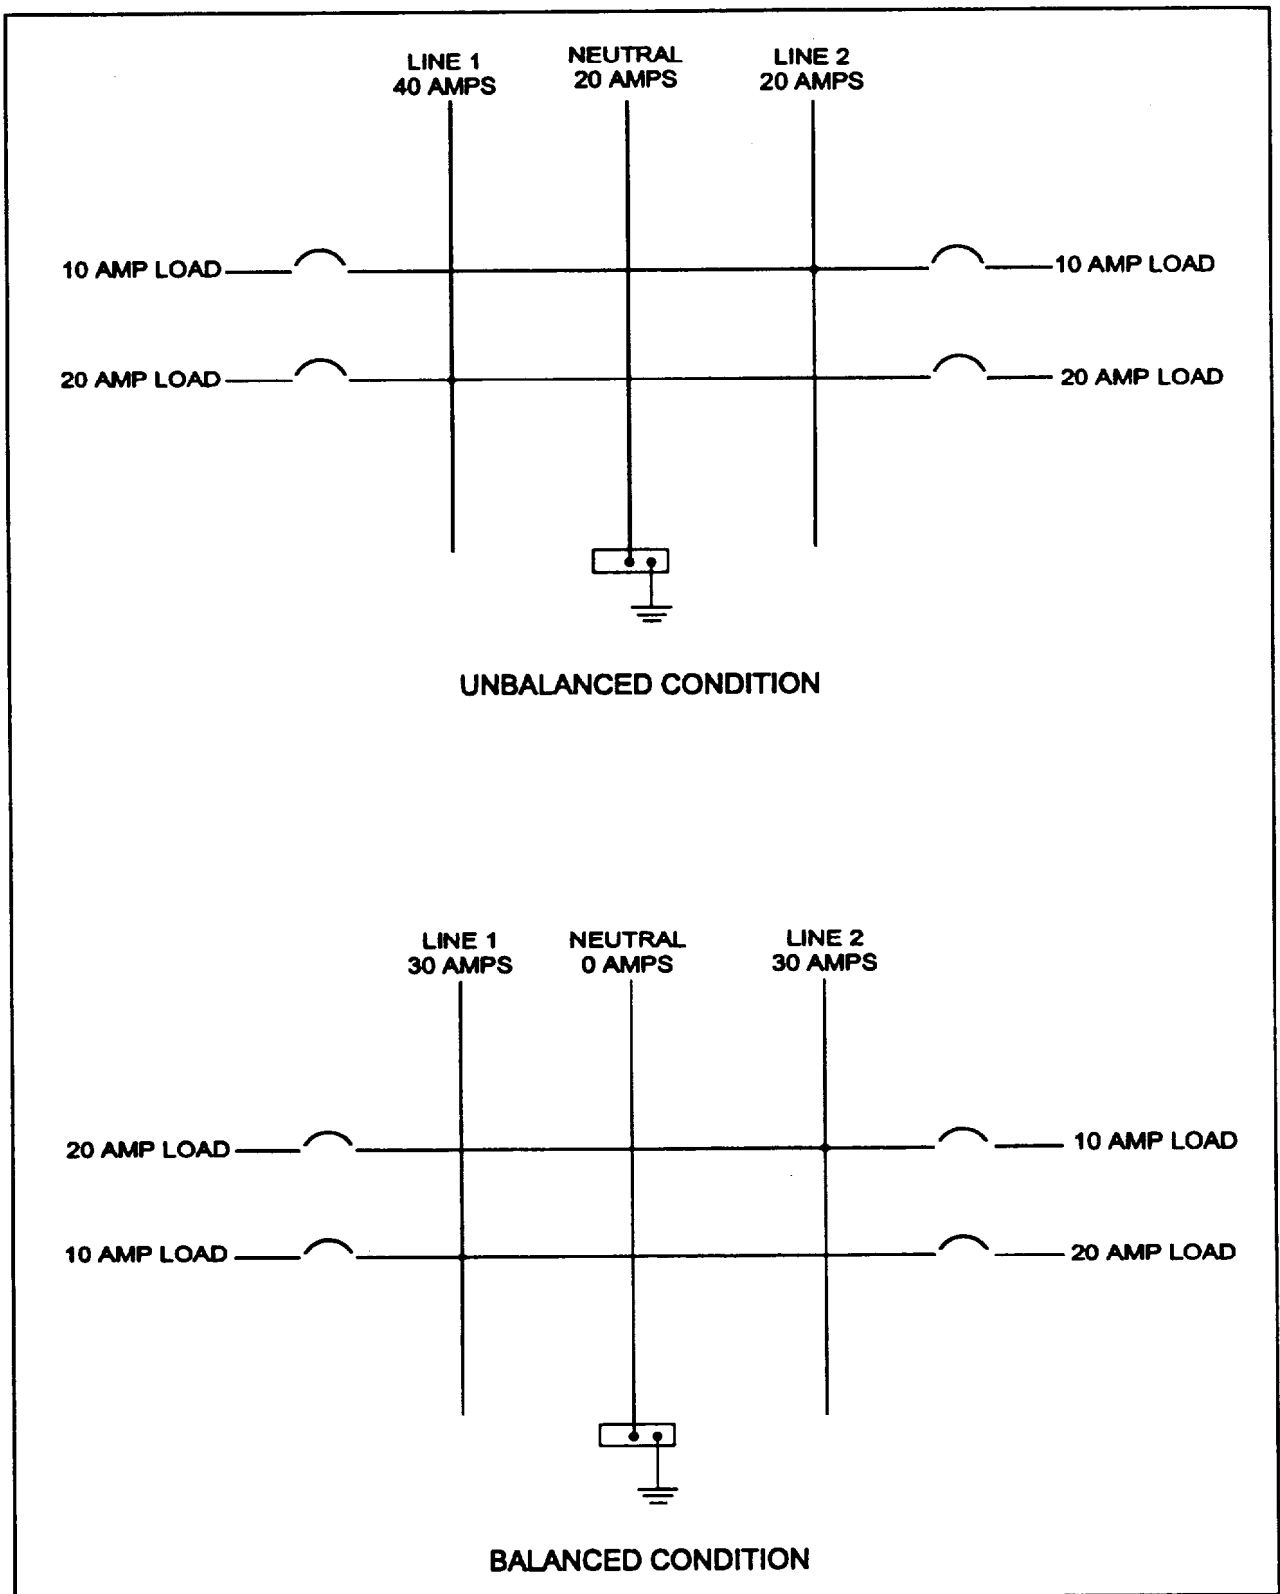 LINE 1
40 AMPS
NEUTRAL
20 AMPS
LINE 2
20 AMPS
10 AMP LOAD
10 AMP LOAD
20 AMP LOAD
20 AMP LOAD
UNBALANCED CONDITION
LINE 1
30 AMPS
NEUTRAL
0 AMPS
LINE 2
30 AMPS
20 AMP LOAD
10 AMP LOAD
10 AMP LOAD
20 AMP LOAD
BALANCED CONDITION